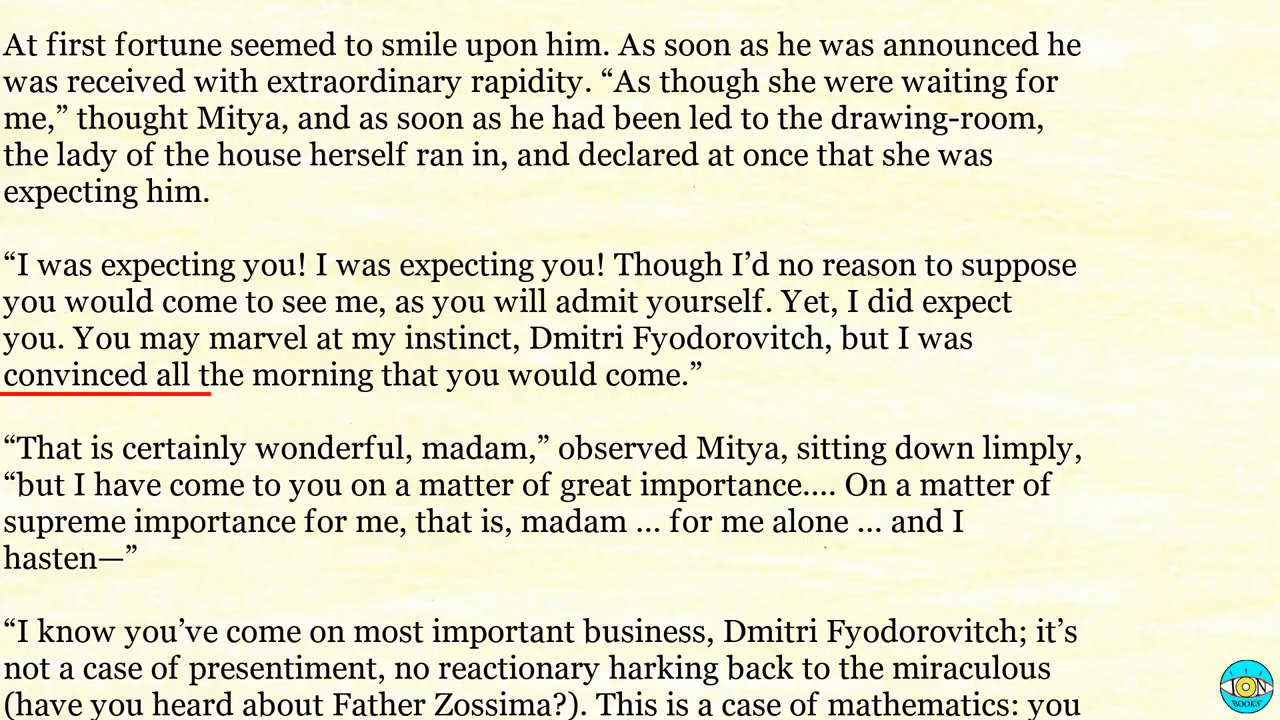 At first fortune seemed to smile upon him. As soon as he was announced he
was received with extraordinary rapidity. “As though she were waiting for
me,” thought Mitya, and as soon as he had been led to the drawing-room,
the lady of the house herself ran in, and declared at once that she was
expecting him.
“I was expecting you! I was expecting you! Though I’d no reason to suppose
you would come to see me, as you will admit yourself. Yet, I did expect
you. You may marvel at my instinct, Dmitri Fyodorovitch, but I was
convinced all the morning that you would come.”
“That is certainly wonderful, madam,” observed Mitya, sitting down limply,
“but I have come to you on a matter of great importance.... On a matter of
supreme importance for me, that is, madam ... for me alone ... and I
hasten—”
“I know you’ve come on most important business, Dmitri Fyodorovitch; it’s
not a case of presentiment, no reactionary harking back to the miraculous
(have you heard about Father Zossima?). This is a case of mathematics: you
ION
BOOKS